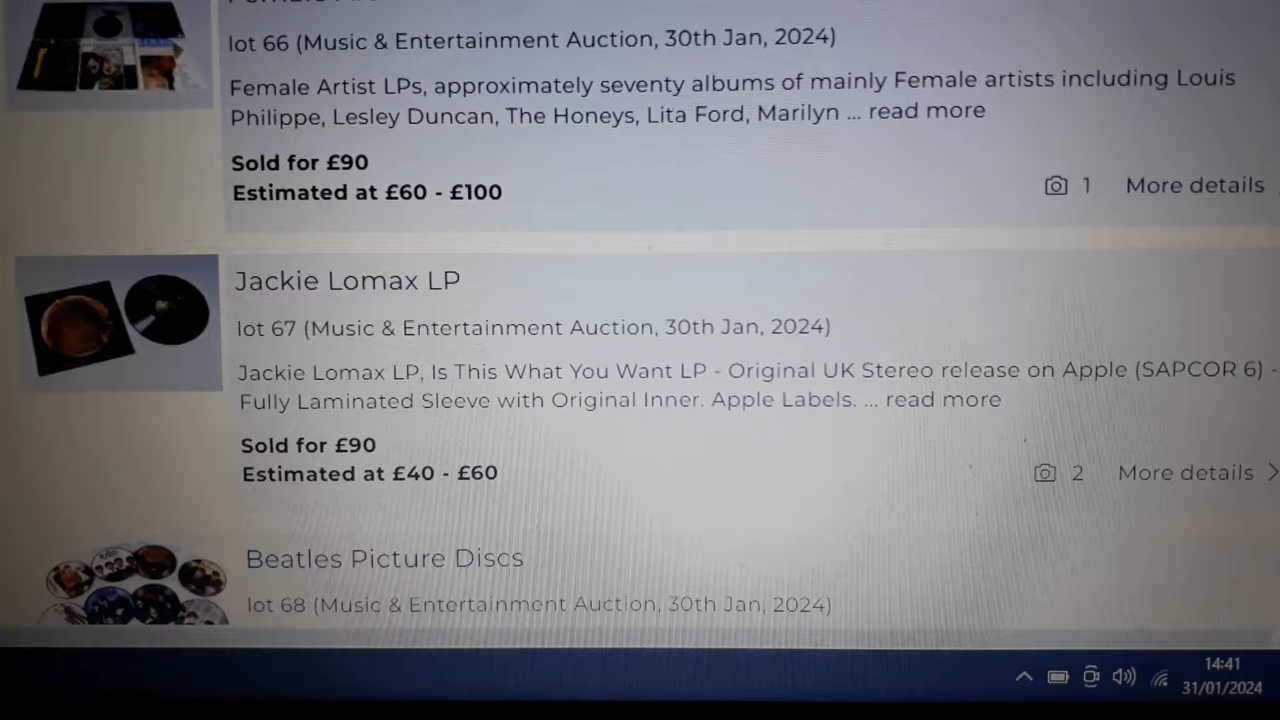 lot 66 (Music & Entertainment Auction, 30th Jan, 2024)
Female Artist LPs, approximately seventy albums of mainly Female artists including Louis
Philippe, Lesley Duncan, The Honeys, Lita Ford, Marilyn ... read more
Sold for £90
Estimated at £60 - £100
1 More details
Jackie Lomax LP
lot 67 (Music & Entertainment Auction, 30th Jan, 2024)
Jackie Lomax LP, Is This What You Want LP - Original UK Stereo release on Apple (SAPCOR 6) -
Fully Laminated Sleeve with Original Inner. Apple Labels. ... read more
Sold for £90
Estimated at £40 - £60
2 More details >
Beatles Picture Discs
lot 68 (Music & Entertainment Auction, 30th Jan, 2024)
14:41
31/01/2024